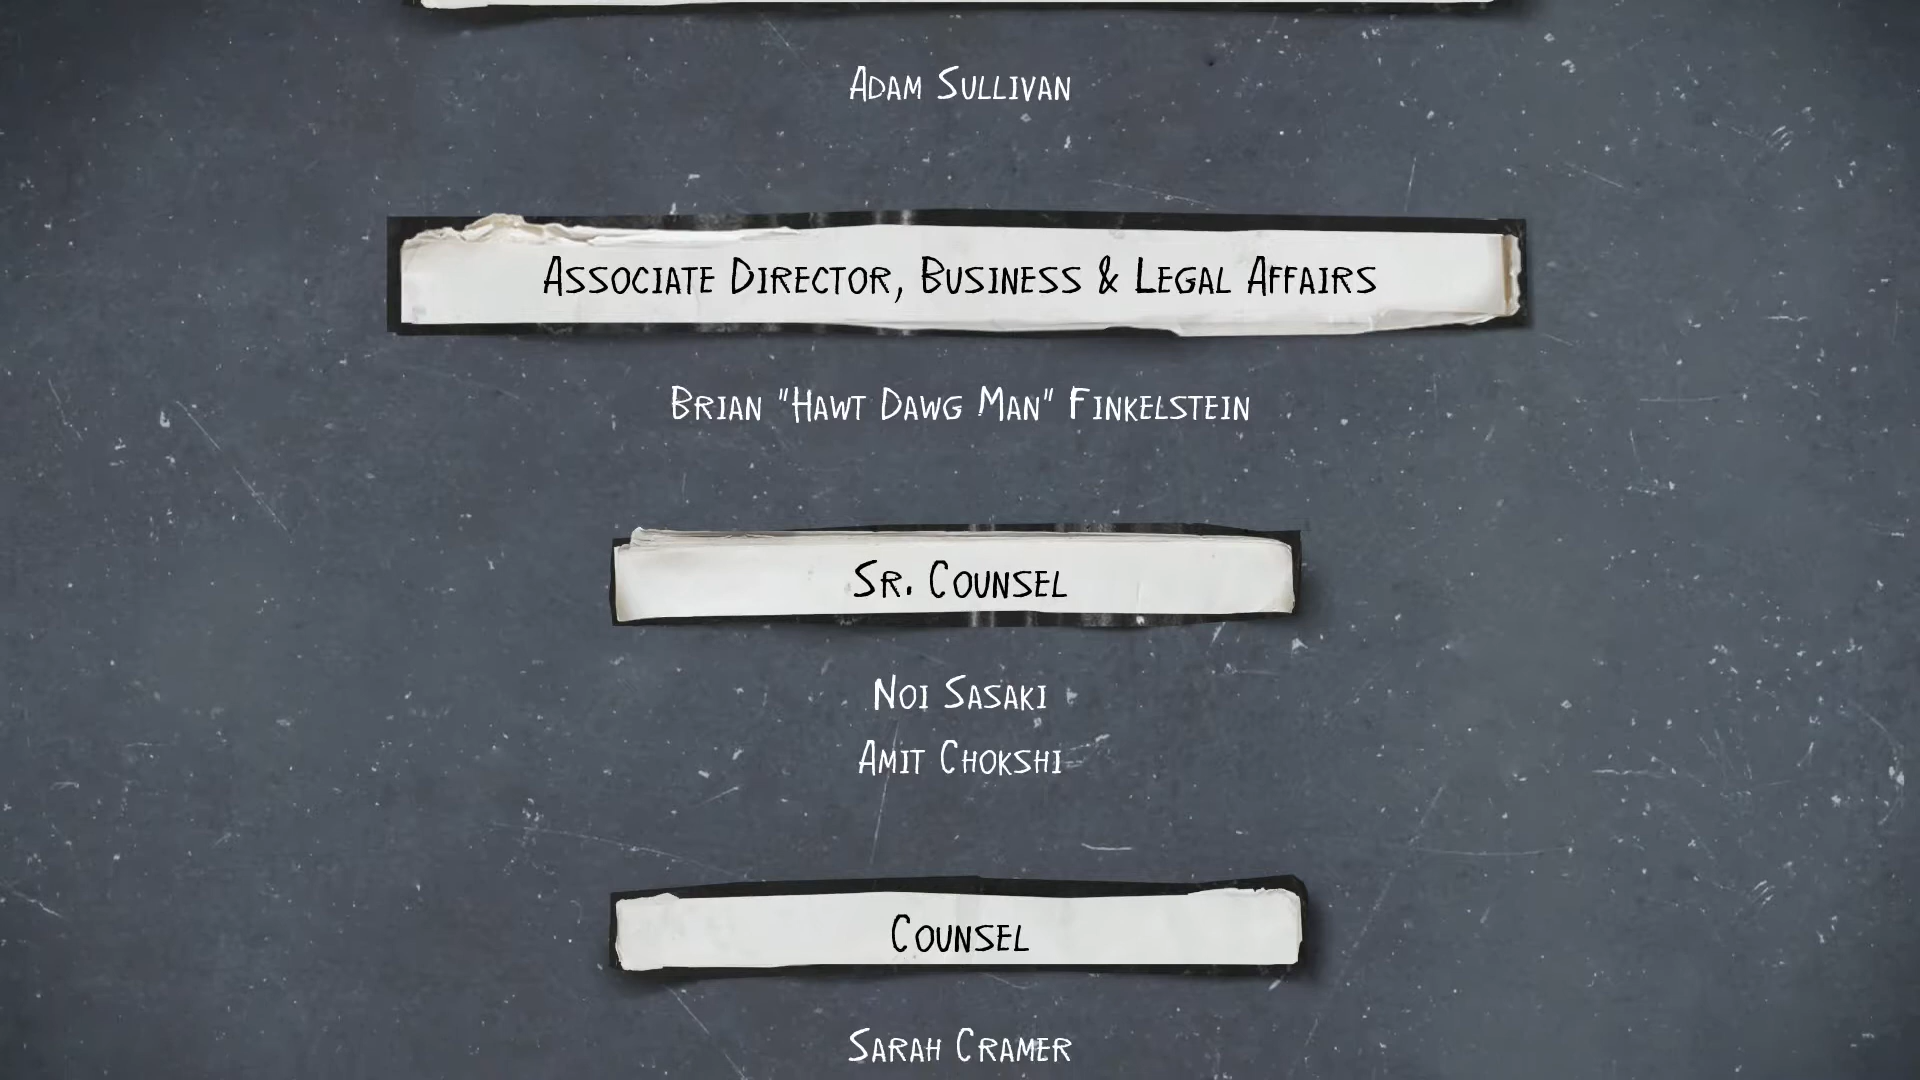 Adam Sullivan
Associate Director, Business & Legal Affairs
Brian "Hawt Dawg Man" Finkelstein
Sr. Counsel
Noi Sasaki
Amit Chokshi
Counsel
Sarah Cramer